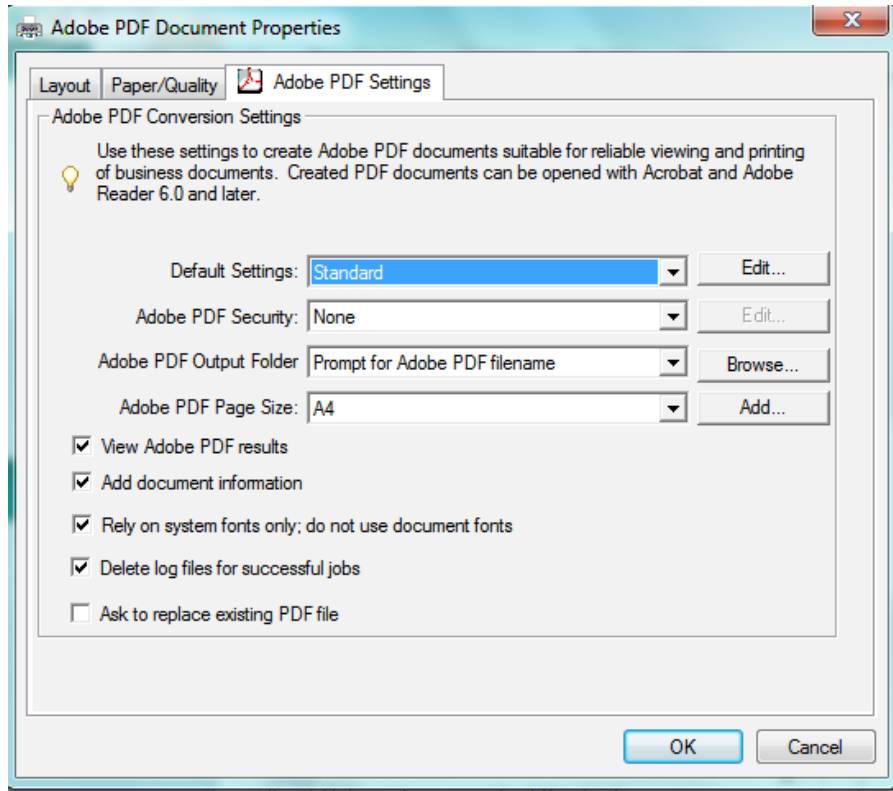 Adobe PDF Document Properties
Layout Paper/Quality Adobe PDF Settings
Adobe PDF Conversion Settings
Use these settings to create Adobe PDF documents suitable for reliable viewing and printing
of business documents. Created PDF documents can be opened with Acrobat and Adobe
Reader 6.0 and later.
Default Settings: Standard Edit...
Adobe PDF Security: None Edit...
Adobe PDF Output Folder Prompt for Adobe PDF filename Browse...
Adobe PDF Page Size: A4 Add...
View Adobe PDF results
Add document information
Rely on system fonts only; do not use document fonts
Delete log files for successful jobs
Ask to replace existing PDF file
OK Cancel